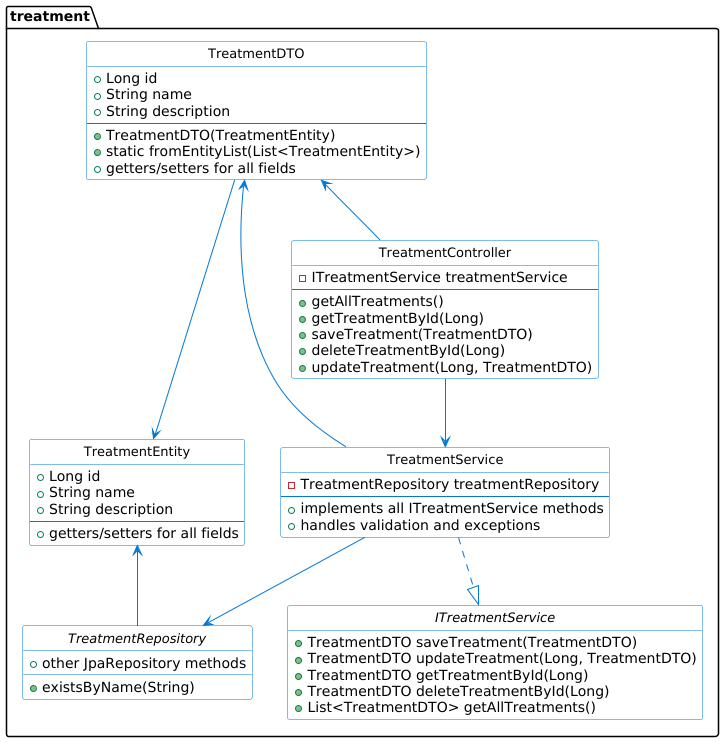 treatment
TreatmentDTO
Long id
String name
String description
TreatmentDTO(TreatmentEntity)
static fromEntityList(List<TreatmentEntity>)
getters/setters for all fields
TreatmentController
ITreatmentService treatmentService
getAllTreatments()
getTreatmentById(Long)
saveTreatment(TreatmentDTO)
deleteTreatmentById(Long)
updateTreatment(Long, TreatmentDTO)
TreatmentEntity
Long id
String name
String description
getters/setters for all fields
TreatmentService
TreatmentRepository treatmentRepository
implements all ITreatmentService methods
handles validation and exceptions
TreatmentRepository
other JpaRepository methods
existsByName(String)
ITreatmentService
TreatmentDTO saveTreatment(TreatmentDTO)
TreatmentDTO updateTreatment(Long, TreatmentDTO)
TreatmentDTO getTreatmentById(Long)
TreatmentDTO deleteTreatmentById(Long)
List<TreatmentDTO> getAllTreatments()